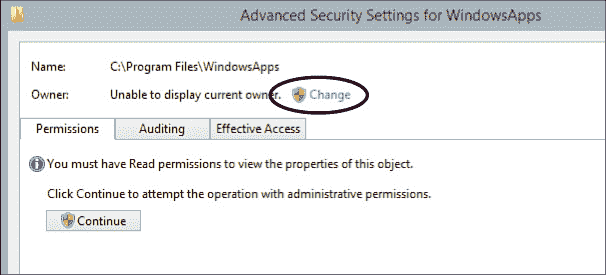 Advanced Security Settings for WindowsApps
Name: C:\Program Files\WindowsApps
Owner: Unable to display current owner. Change
Permissions Auditing Effective Access
You must have Read permissions to view the properties of this object.
Click Continue to attempt the operation with administrative permissions.
Continue